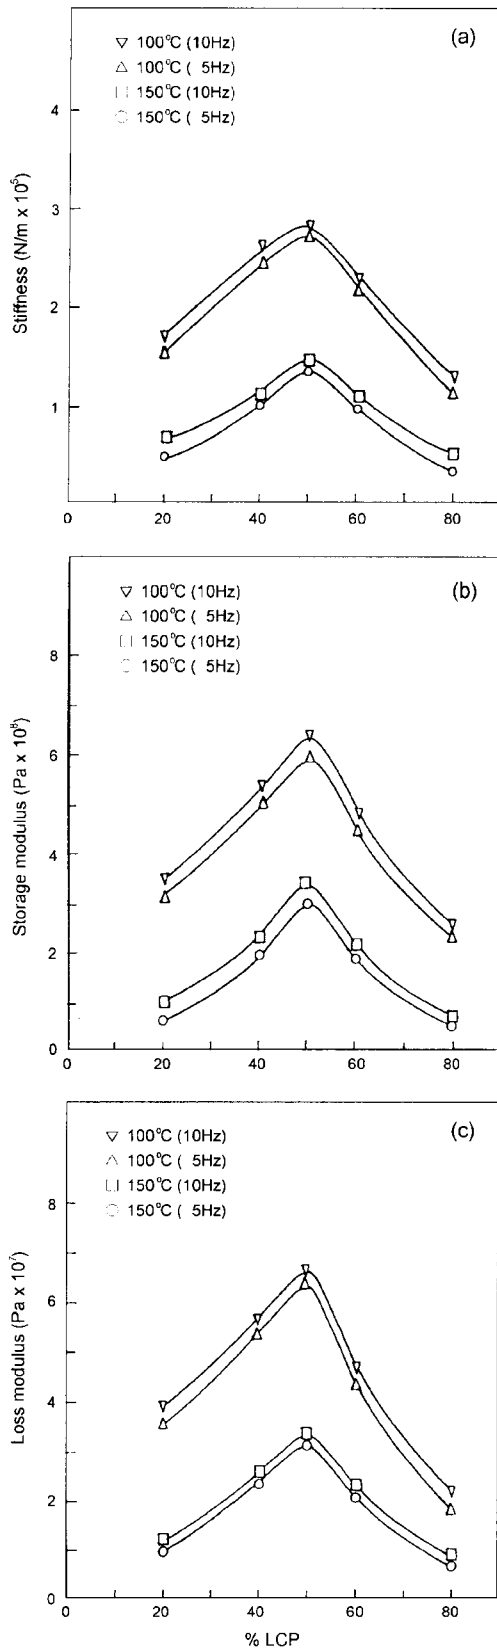 (a)
▽ 100°C (10Hz)
△ 100°C ( 5Hz)
□ 150°C (10Hz)
○ 150°C ( 5Hz)
Stiffness (N/m x 10⁵)
4
3
2
1
0 20 40 60 80
(b)
▽ 100°C (10Hz)
△ 100°C ( 5Hz)
□ 150°C (10Hz)
○ 150°C ( 5Hz)
Storage modulus (Pa x 10⁸)
8
6
4
2
0
0 20 40 60 80
(c)
▽ 100°C (10Hz)
△ 100°C ( 5Hz)
□ 150°C (10Hz)
○ 150°C ( 5Hz)
Loss modulus (Pa x 10⁷)
8
6
4
2
0
0 20 40 60 80
% LCP